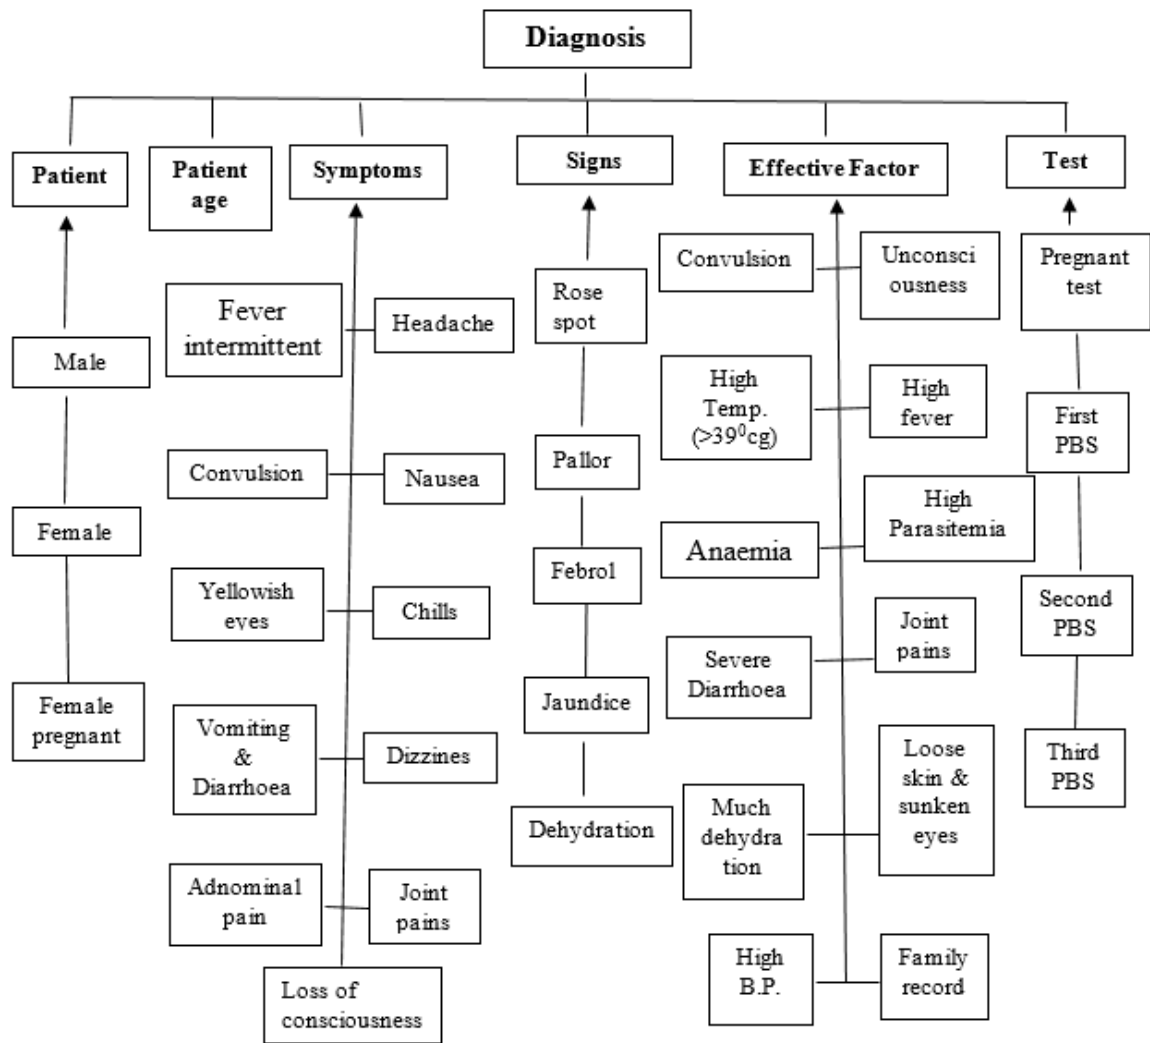 Diagnosis
Patient
Patient
age
Symptoms
Signs
Effective Factor
Test
Male
Female
Female
pregnant
Fever
intermittent
Headache
Convulsion
Nausea
Yellowish
eyes
Chills
Vomiting
&
Diarrhoea
Dizzines
Adnominal
pain
Joint
pains
Loss of
consciousness
Rose
spot
Pallor
Febrol
Jaundice
Dehydration
Convulsion
Unconsci
ousness
High
Temp.
(>39⁰cg)
High
fever
Anaemia
High
Parasitemia
Severe
Diarrhoea
Joint
pains
Much
dehydra
tion
Loose
skin &
sunken
eyes
High
B.P.
Family
record
Pregnant
test
First
PBS
Second
PBS
Third
PBS